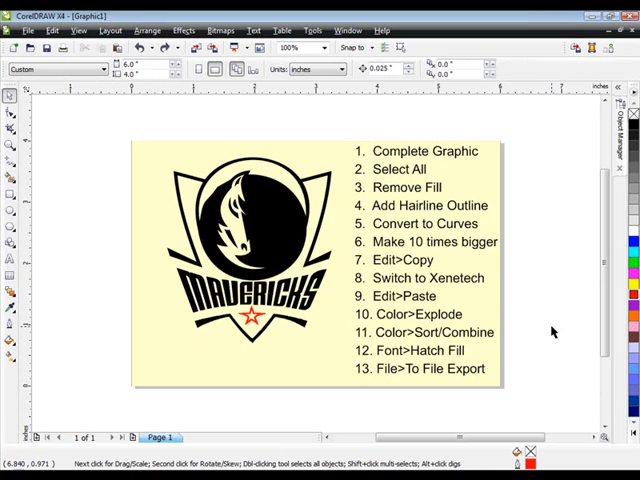 CorelDRAW X4 - [Graphic1]
File Edit View Layout Arrange Effects Bitmaps Text Table Tools Window Help
100% Snap to
Custom 6.0" 4.0" Units: inches 0.025" 0.0" 0.0"
inches
Object Manager
MAVERICKS
1. Complete Graphic
2. Select All
3. Remove Fill
4. Add Hairline Outline
5. Convert to Curves
6. Make 10 times bigger
7. Edit>Copy
8. Switch to Xenetech
9. Edit>Paste
10. Color>Explode
11. Color>Sort/Combine
12. Font>Hatch Fill
13. File>To File Export
1 of 1 Page 1
(6.840, 0.971) Next click for Drag/Scale; Second click for Rotate/Skew; Dbl-clicking tool selects all objects; Shift+click multi-selects; Alt+click digs